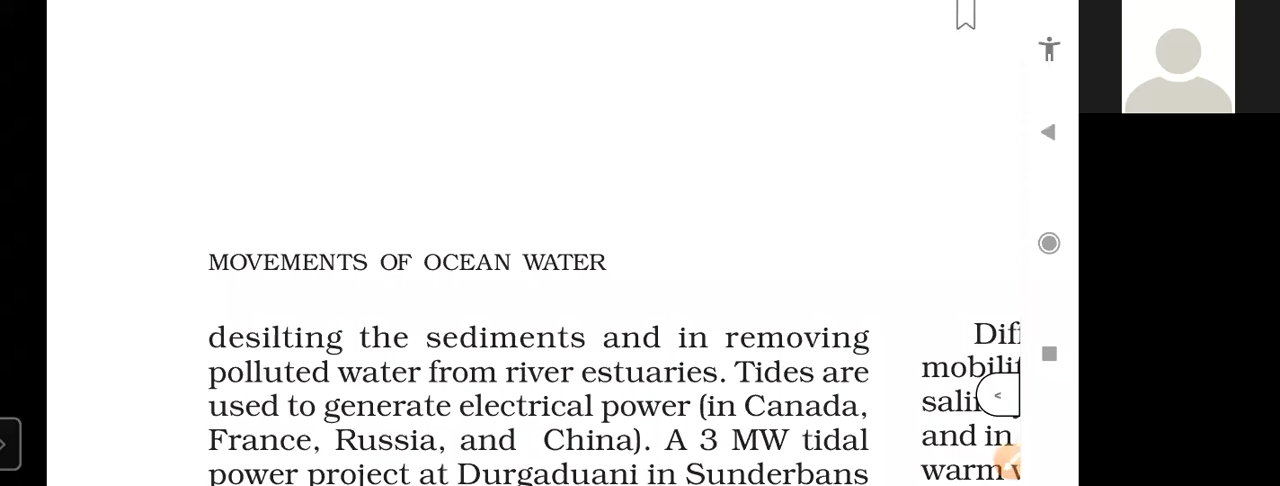 MOVEMENTS OF OCEAN WATER
desilting the sediments and in removing
polluted water from river estuaries. Tides are
used to generate electrical power (in Canada,
France, Russia, and China). A 3 MW tidal
power project at Durgaduani in Sunderbans
and in
warm